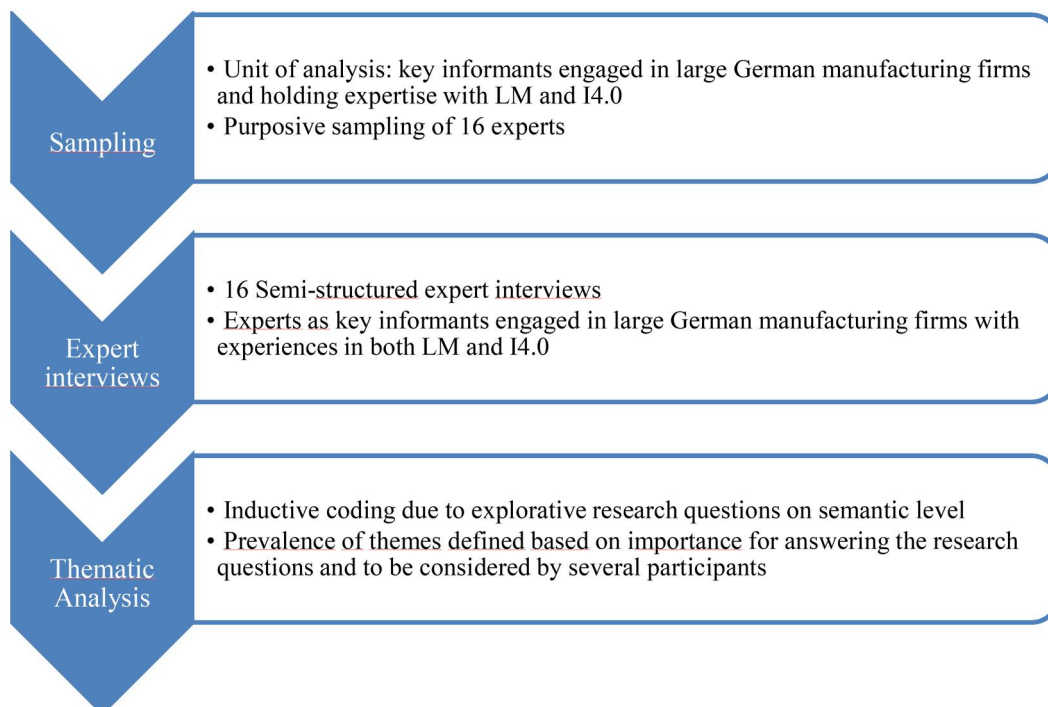 Sampling
• Unit of analysis: key informants engaged in large German manufacturing firms
and holding expertise with LM and I4.0
• Purposive sampling of 16 experts
Expert
interviews
• 16 Semi-structured expert interviews
• Experts as key informants engaged in large German manufacturing firms with
experiences in both LM and I4.0
Thematic
Analysis
• Inductive coding due to explorative research questions on semantic level
• Prevalence of themes defined based on importance for answering the research
questions and to be considered by several participants